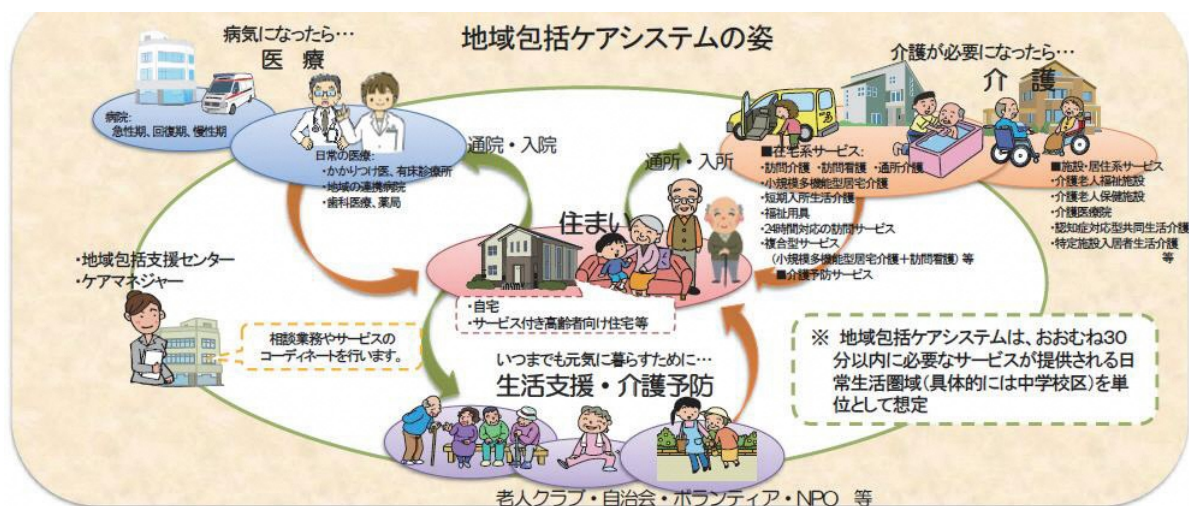 地域包括ケアシステムの姿
病気になったら…
医 療
病院:
急性期、回復期、慢性期
日常の医療:
・かかりつけ医、有床診療所
・地域の連携病院
・歯科医療、薬局
通院・入院
通所・入所
介護が必要になったら…
介 護
■在宅系サービス:
・訪問介護 ・訪問看護 ・通所介護
・小規模多機能型居宅介護
・短期入所生活介護
・福祉用具
・24時間対応の訪問サービス
・複合型サービス
(小規模多機能型居宅介護+訪問看護) 等
■介護予防サービス
■施設・居住系サービス
・介護老人福祉施設
・介護老人保健施設
・介護医療院
・認知症対応型共同生活介護
・特定施設入居者生活介護
等
住まい
・自宅
・サービス付き高齢者向け住宅 等
・地域包括支援センター
・ケアマネジャー
相談業務やサービスの
コーディネートを行います。
いつまでも元気に暮らすために…
生活支援・介護予防
老人クラブ・自治会・ボランティア・NPO 等
※ 地域包括ケアシステムは、おおむね30
分以内に必要なサービスが提供される日
常生活圏域(具体的には中学校区)を単
位として想定